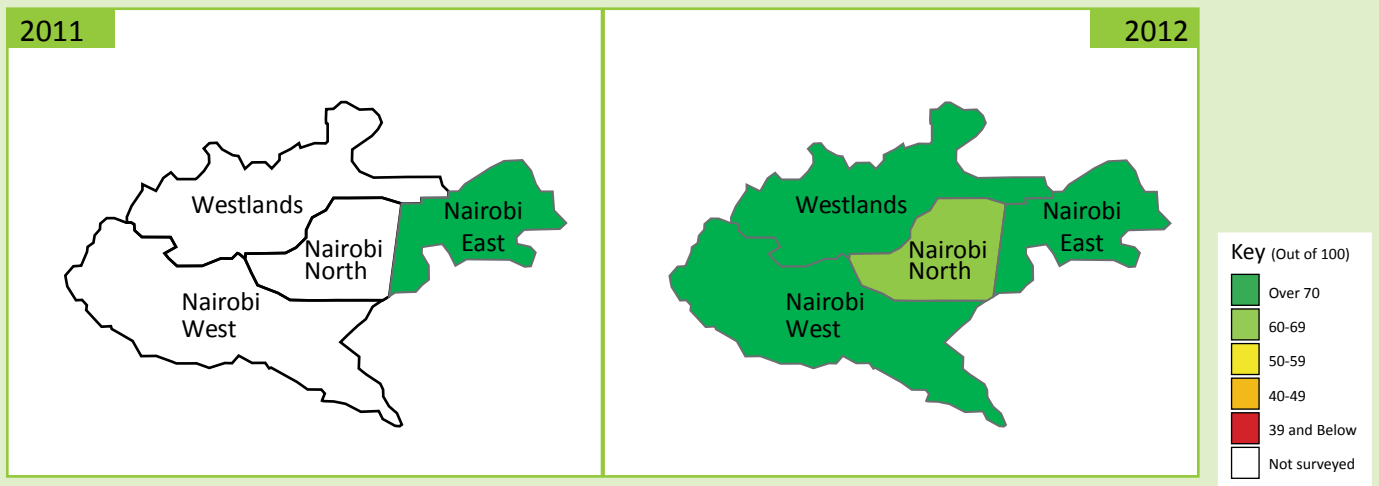 2011
Westlands
Nairobi
East
Nairobi
North
Nairobi
West
2012
Westlands
Nairobi
East
Nairobi
North
Nairobi
West
Key (Out of 100)
Over 70
60-69
50-59
40-49
39 and Below
Not surveyed